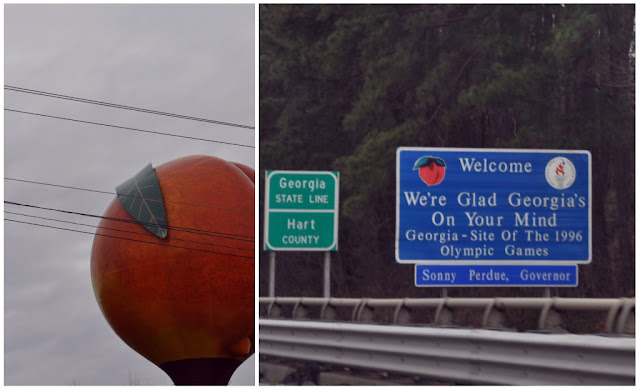 Georgia
STATE LINE
Hart
COUNTY
Welcome
We're Glad Georgia's
On Your Mind
Georgia - Site Of The 1996
Olympic Games
Sonny Perdue, Governor